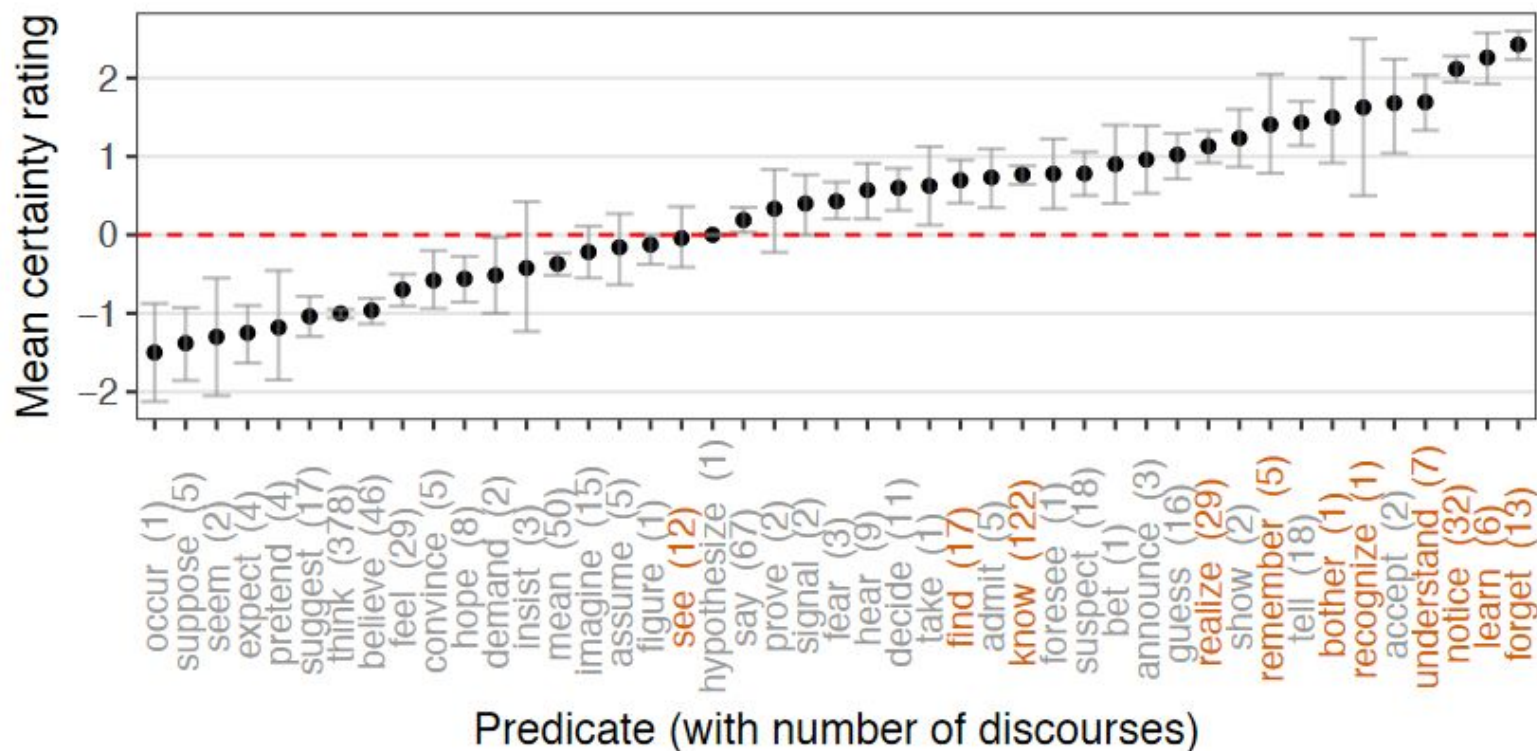 Mean certainty rating
2
1
0
−1
−2
occur (1)
suppose (5)
seem (2)
expect (4)
pretend (4)
suggest (17)
think (378)
believe (46)
feel (29)
convince (5)
hope (8)
demand (2)
insist (3)
mean (50)
imagine (15)
assume (5)
figure (1)
see (12)
hypothesize (1)
say (67)
prove (2)
signal (2)
fear (3)
hear (9)
decide (11)
take (1)
find (17)
admit (5)
know (122)
foresee (1)
suspect (18)
bet (1)
announce (3)
guess (16)
realize (29)
show (2)
remember (5)
tell (18)
bother (1)
recognize (1)
accept (2)
understand (7)
notice (32)
learn (6)
forget (13)
Predicate (with number of discourses)